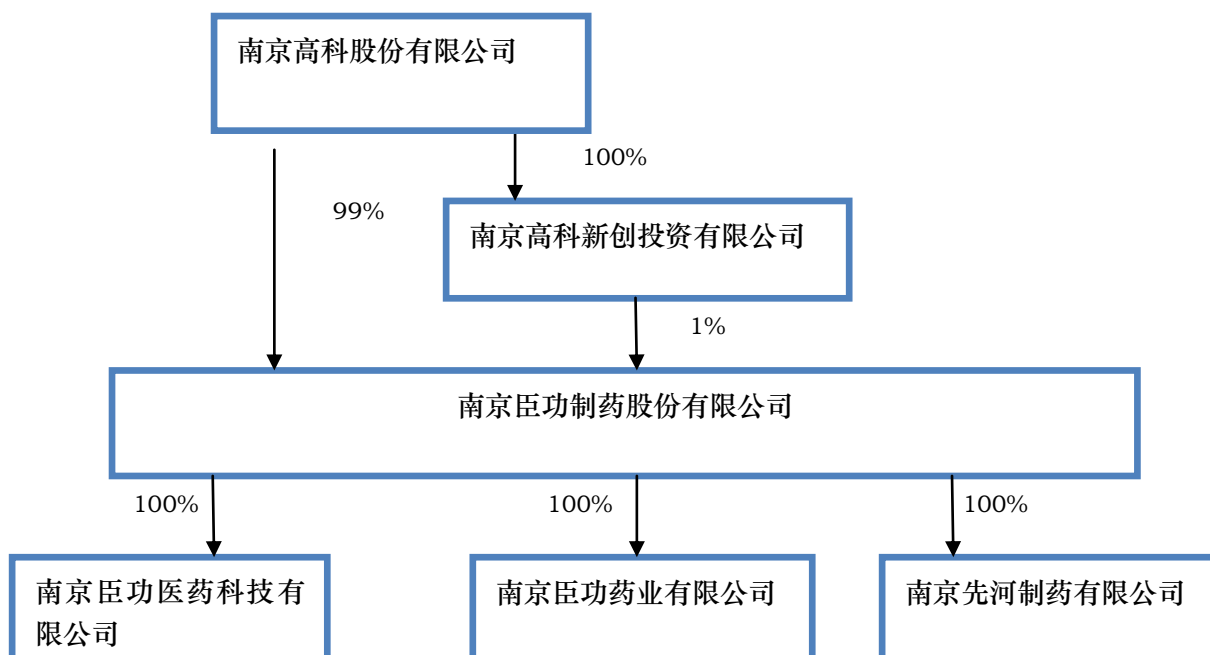 南京高科股份有限公司
100%
99%
南京高科新创投资有限公司
1%
南京臣功制药股份有限公司
100%
100%
100%
南京臣功医药科技有
限公司
南京臣功药业有限公司
南京先河制药有限公司